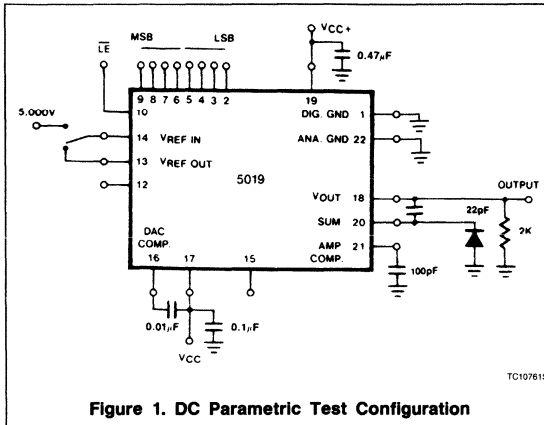 VCC+
0.47μF
LE
MSB LSB
9 8 7 6 5 4 3 2
19
5.000V
10
14 VREF IN
13 VREF OUT
12
5019
DIG. GND 1
ANA. GND 22
VOUT 18
OUTPUT
22pF
SUM 20
2K
AMP 21
COMP.
100pF
DAC
COMP.
16 17 15
0.01μF
0.1μF
VCC
TC10761S
Figure 1. DC Parametric Test Configuration